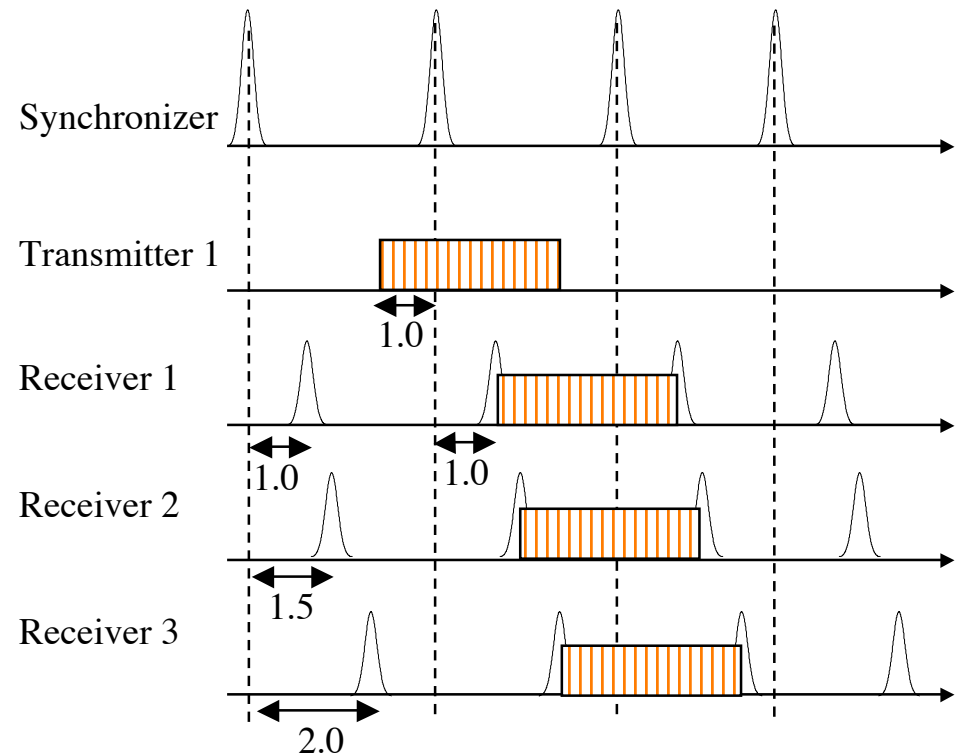 Synchronizer
Transmitter 1
1.0
Receiver 1
1.0
1.0
Receiver 2
1.5
Receiver 3
2.0